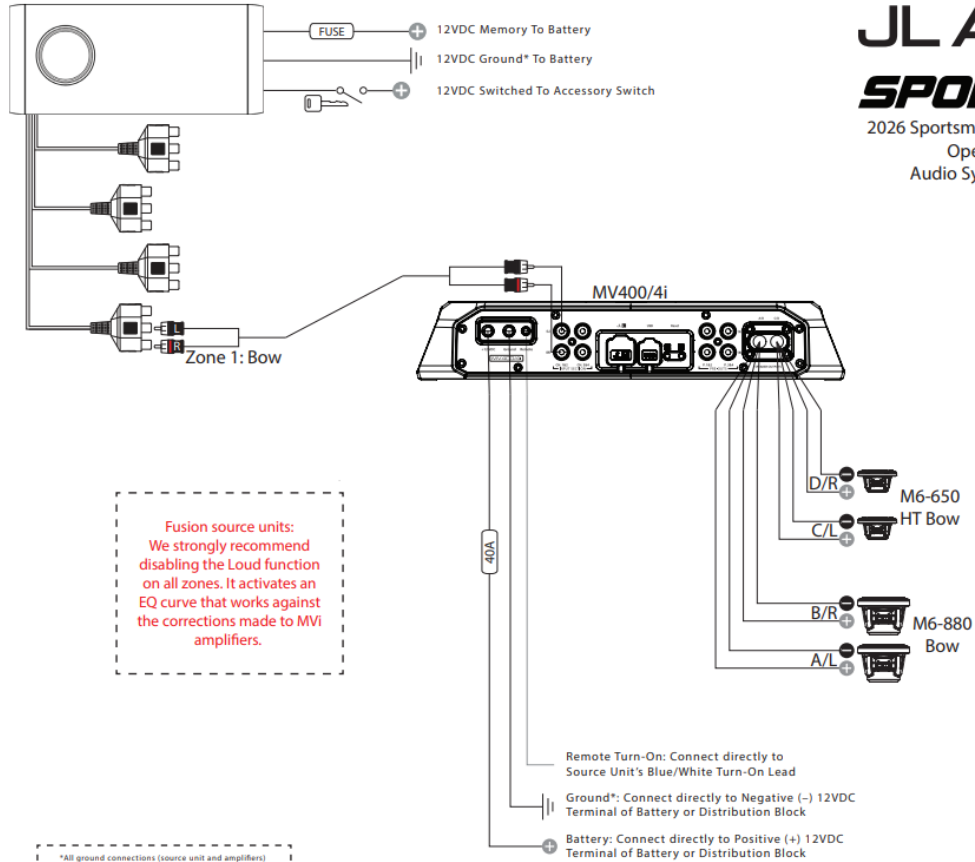 FUSE
12VDC Memory To Battery
12VDC Ground* To Battery
12VDC Switched To Accessory Switch
JL A
SPO
2026 Sportsm
Ope
Audio Sy
L
R
Zone 1: Bow
MV400/4i
D/R
C/L
M6-650
HT Bow
B/R
A/L
M6-880
Bow
40A
Fusion source units:
We strongly recommend
disabling the Loud function
on all zones. It activates an
EQ curve that works against
the corrections made to MVi
amplifiers.
Remote Turn-On: Connect directly to
Source Unit's Blue/White Turn-On Lead
Ground*: Connect directly to Negative (–) 12VDC
Terminal of Battery or Distribution Block
Battery: Connect directly to Positive (+) 12VDC
Terminal of Battery or Distribution Block
*All ground connections (source unit and amplifiers)